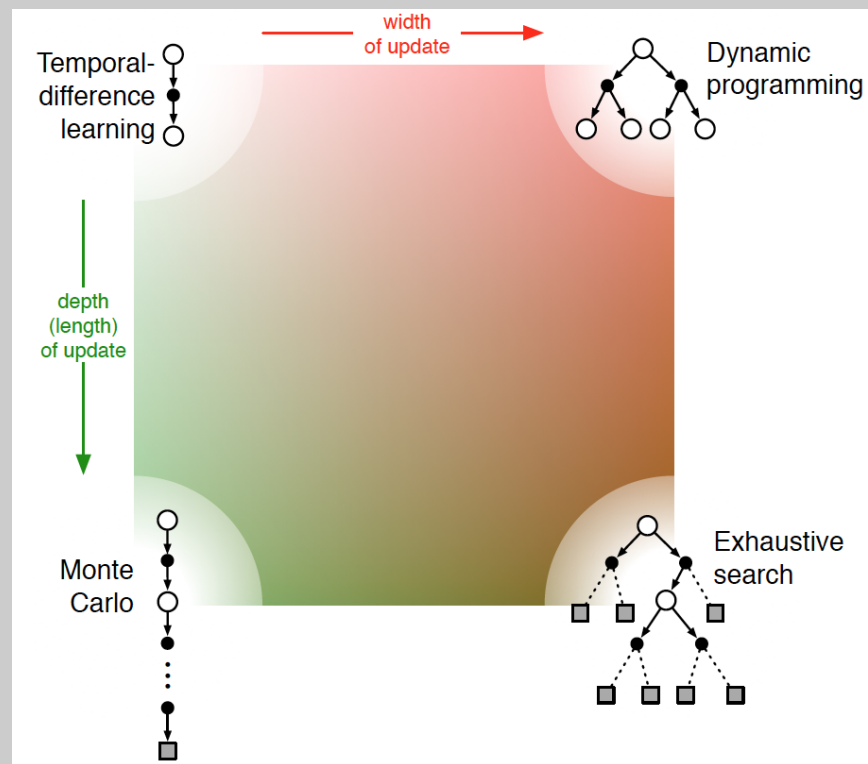 width
of update
Temporal-
difference
learning
Dynamic
programming
depth
(length)
of update
Monte
Carlo
Exhaustive
search